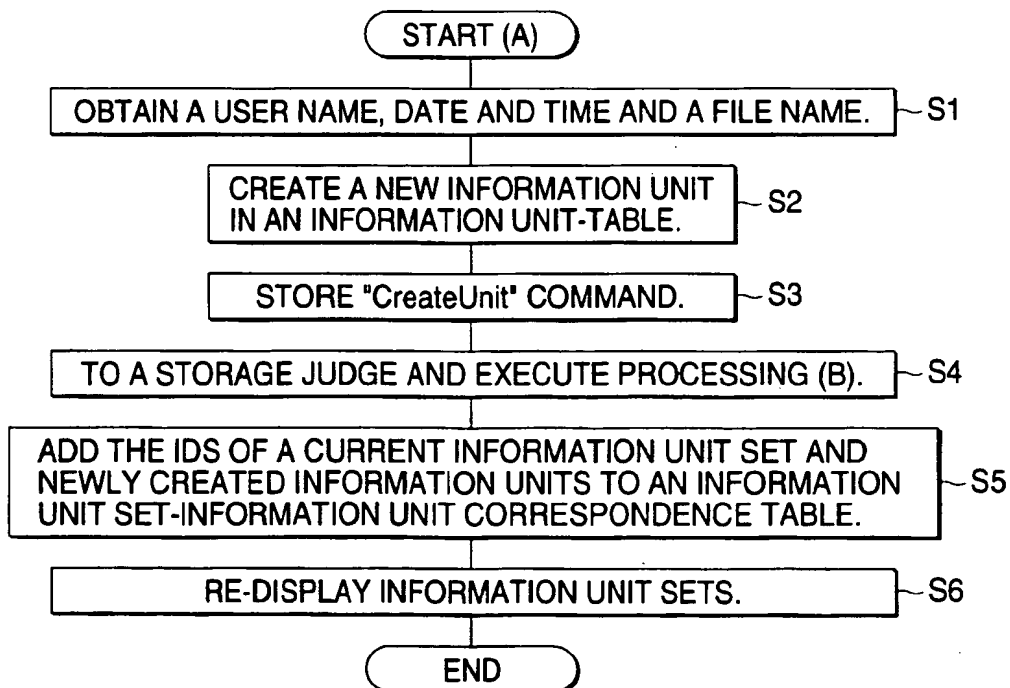 START (A)
OBTAIN A USER NAME, DATE AND TIME AND A FILE NAME.
S1
CREATE A NEW INFORMATION UNIT
IN AN INFORMATION UNIT-TABLE.
S2
STORE "CreateUnit" COMMAND.
S3
TO A STORAGE JUDGE AND EXECUTE PROCESSING (B).
S4
ADD THE IDS OF A CURRENT INFORMATION UNIT SET AND
NEWLY CREATED INFORMATION UNITS TO AN INFORMATION
UNIT SET-INFORMATION UNIT CORRESPONDENCE TABLE.
S5
RE-DISPLAY INFORMATION UNIT SETS.
S6
END